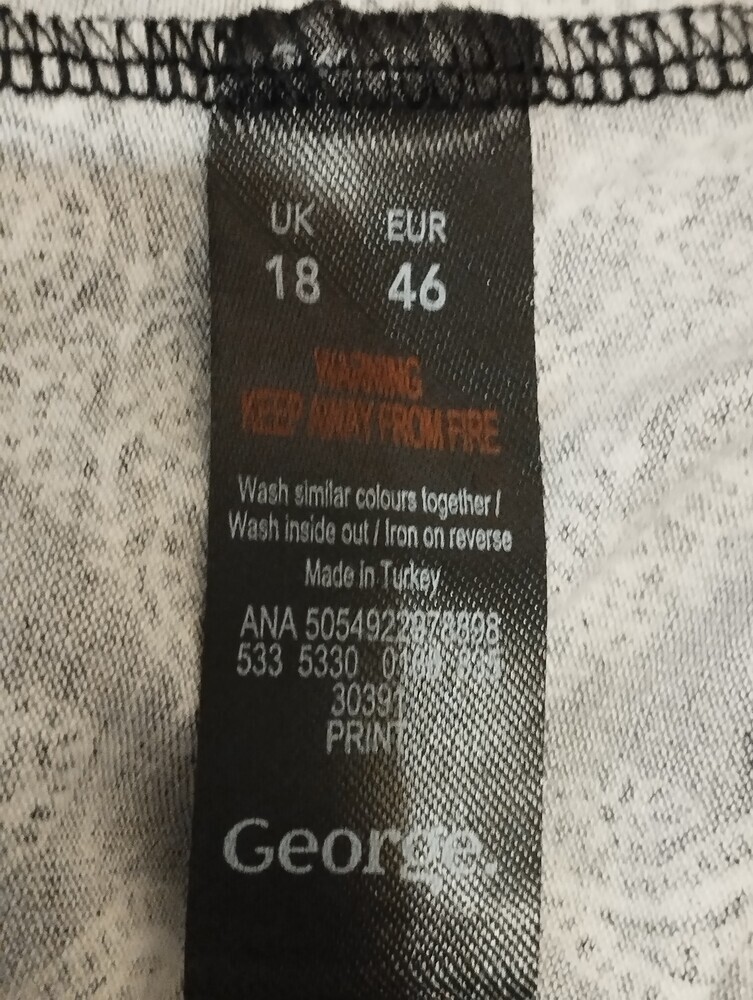 UK EUR
18 46
WARNING
KEEP AWAY FROM FIRE
Wash similar colours together /
Wash inside out / Iron on reverse
Made in Turkey
ANA
533 5330
PRINT
George.